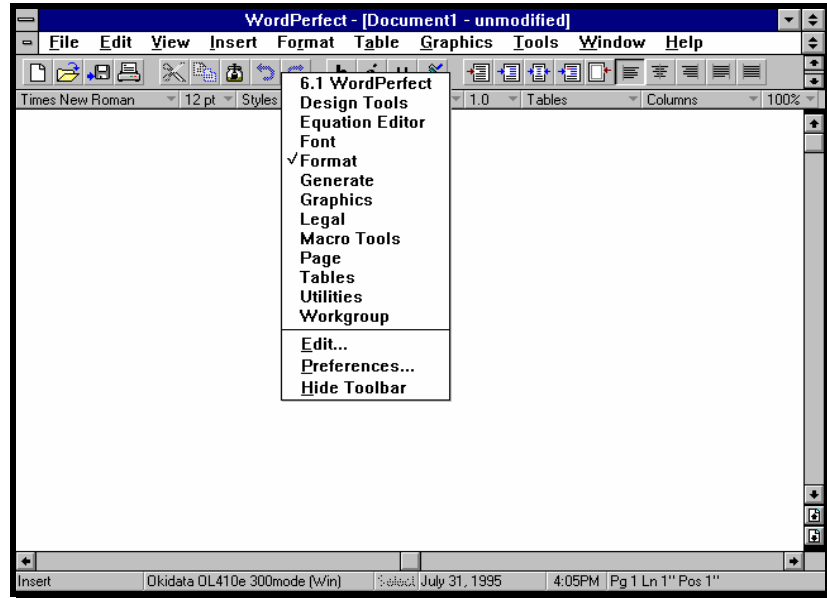 WordPerfect - [Document1 - unmodified]
File Edit View Insert Format Table Graphics Tools Window Help
Times New Roman 12 pt Styles 1.0 Tables Columns 100%
6.1 WordPerfect
Design Tools
Equation Editor
Font
√Format
Generate
Graphics
Legal
Macro Tools
Page
Tables
Utilities
Workgroup
Edit...
Preferences...
Hide Toolbar
Insert Okidata OL410e 300mode (Win) Select July 31, 1995 4:05PM Pg 1 Ln 1" Pos 1"